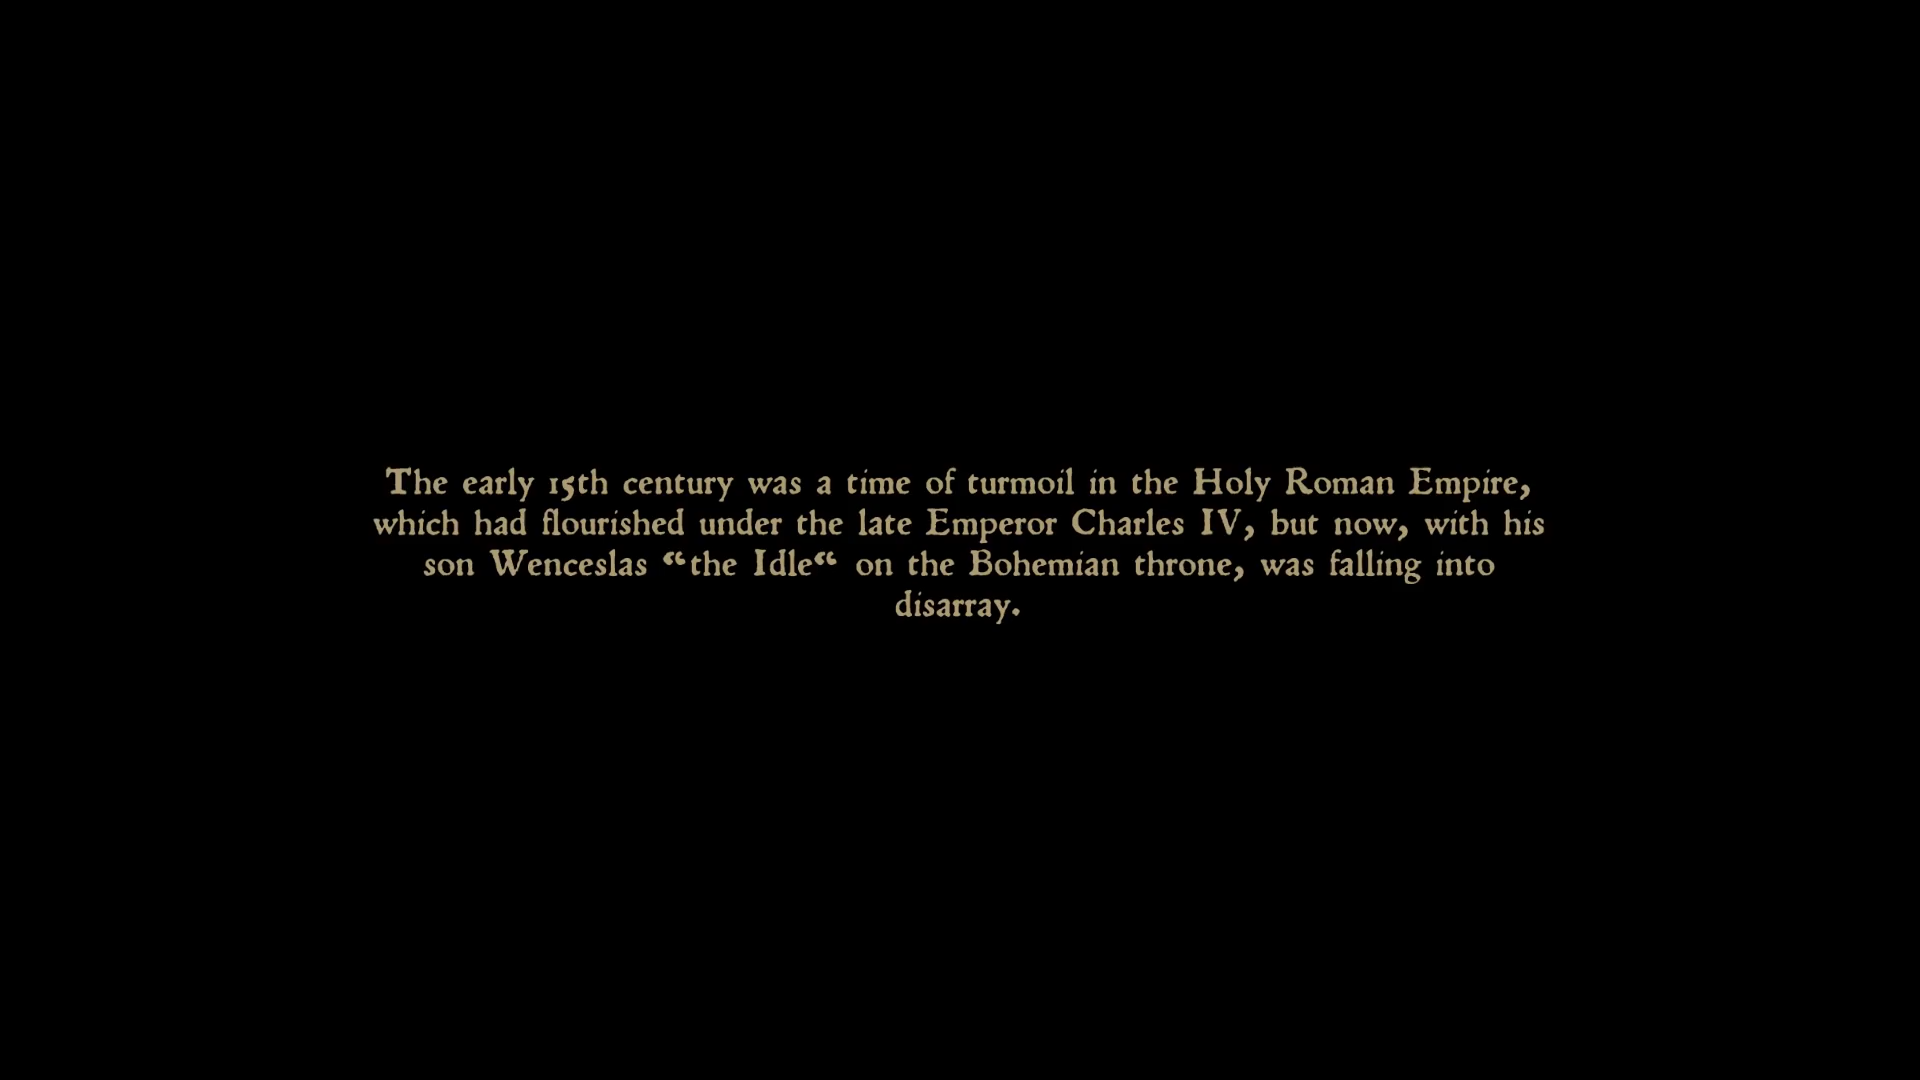 The early 15th century was a time of turmoil in the Holy Roman Empire,
which had flourished under the late Emperor Charles IV, but now, with his
son Wenceslas “the Idle“ on the Bohemian throne, was falling into
disarray.